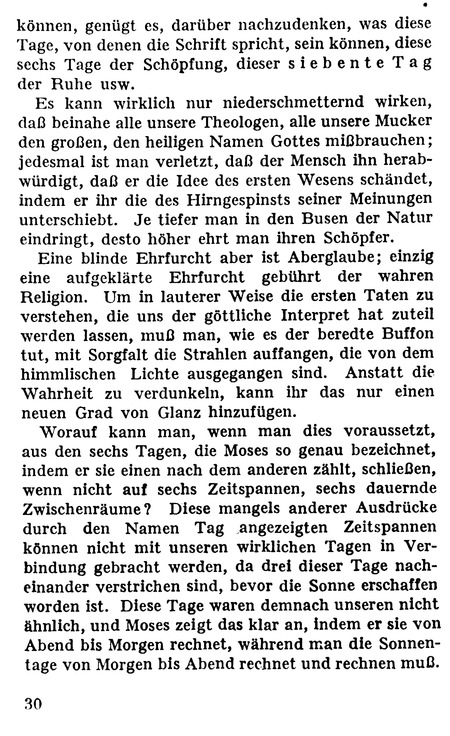 können, genügt es, darüber nachzudenken, was diese
Tage, von denen die Schrift spricht, sein können, diese
sechs Tage der Schöpfung, dieser s i e b e n t e T a g
der Ruhe usw.
Es kann wirklich nur niederschmetternd wirken,
daß beinahe alle unsere Theologen, alle unsere Mucker
den großen, den heiligen Namen Gottes mißbrauchen;
jedesmal ist man verletzt, daß der Mensch ihn herab-
würdigt, daß er die Idee des ersten Wesens schändet,
indem er ihr die des Hirngespinsts seiner Meinungen
unterschiebt. Je tiefer man in den Busen der Natur
eindringt, desto höher ehrt man ihren Schöpfer.
Eine blinde Ehrfurcht aber ist Aberglaube; einzig
eine aufgeklärte Ehrfurcht gebührt der wahren
Religion. Um in lauterer Weise die ersten Taten zu
verstehen, die uns der göttliche Interpret hat zuteil
werden lassen, muß man, wie es der beredte Buffon
tut, mit Sorgfalt die Strahlen auffangen, die von dem
himmlischen Lichte ausgegangen sind. Anstatt die
Wahrheit zu verdunkeln, kann ihr das nur einen
neuen Grad von Glanz hinzufügen.
Worauf kann man, wenn man dies voraussetzt,
aus den sechs Tagen, die Moses so genau bezeichnet,
indem er sie einen nach dem anderen zählt, schließen,
wenn nicht auf sechs Zeitspannen, sechs dauernde
Zwischenräume? Diese mangels anderer Ausdrücke
durch den Namen Tag angezeigten Zeitspannen
können nicht mit unseren wirklichen Tagen in Ver-
bindung gebracht werden, da drei dieser Tage nach-
einander verstrichen sind, bevor die Sonne erschaffen
worden ist. Diese Tage waren demnach unseren nicht
ähnlich, und Moses zeigt das klar an, indem er sie von
Abend bis Morgen rechnet, während man die Sonnen-
tage von Morgen bis Abend rechnet und rechnen muß.
30